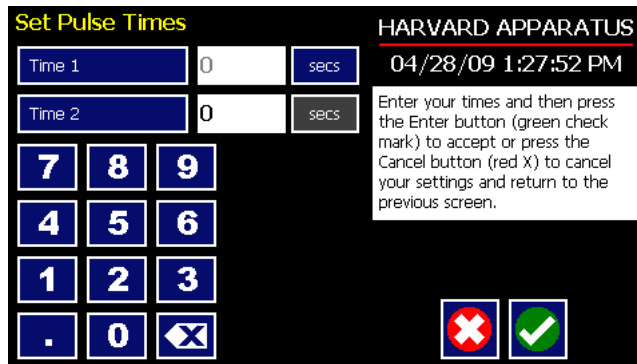 Set Pulse Times
Time 1 0 secs
Time 2 0 secs
7 8 9
4 5 6
1 2 3
. 0
HARVARD APPARATUS
04/28/09 1:27:52 PM
Enter your times and then press
the Enter button (green check
mark) to accept or press the
Cancel button (red X) to cancel
your settings and return to the
previous screen.